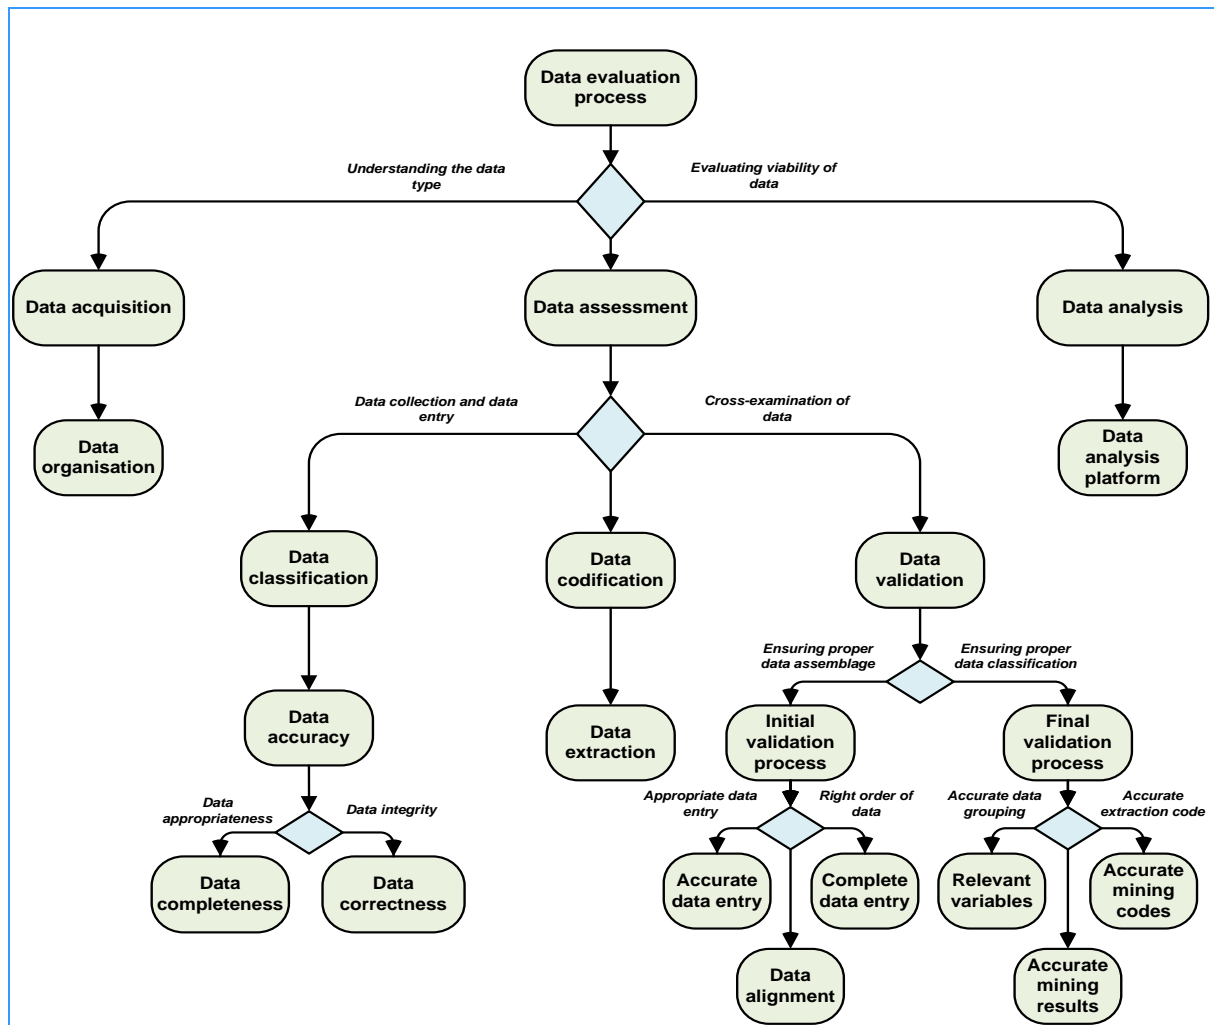 Data evaluation
process
Understanding the data
type
Evaluating viability of
data
Data acquisition
Data assessment
Data analysis
Data collection and data
entry
Cross-examination of
data
Data
organisation
Data
analysis
platform
Data
classification
Data
codification
Data
validation
Ensuring proper
data assemblage
Ensuring proper
data classification
Data
accuracy
Data
extraction
Initial
validation
process
Final
validation
process
Data
appropriateness
Data integrity
Appropriate data
entry
Right order of
data
Accurate data
grouping
Accurate
extraction code
Data
completeness
Data
correctness
Accurate
data entry
Complete
data entry
Relevant
variables
Accurate
mining
codes
Data
alignment
Accurate
mining
results